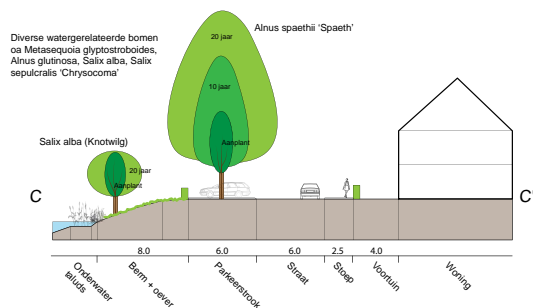 Diverse watergerelateerde bomen
oa Metasequoia glyptostroboides,
Alnus glutinosa, Salix alba, Salix
sepulcralis 'Chrysocoma'
Alnus spaethii 'Spaeth'
20 jaar
10 jaar
Aanplant
Salix alba (Knotwilg)
20 jaar
Aanplant
C
C'
8.0
6.0
6.0
2.5
4.0
Onderwater
taluds
Berm + oever
Parkeerstrook
Straat
Stoep
Voortuin
Woning